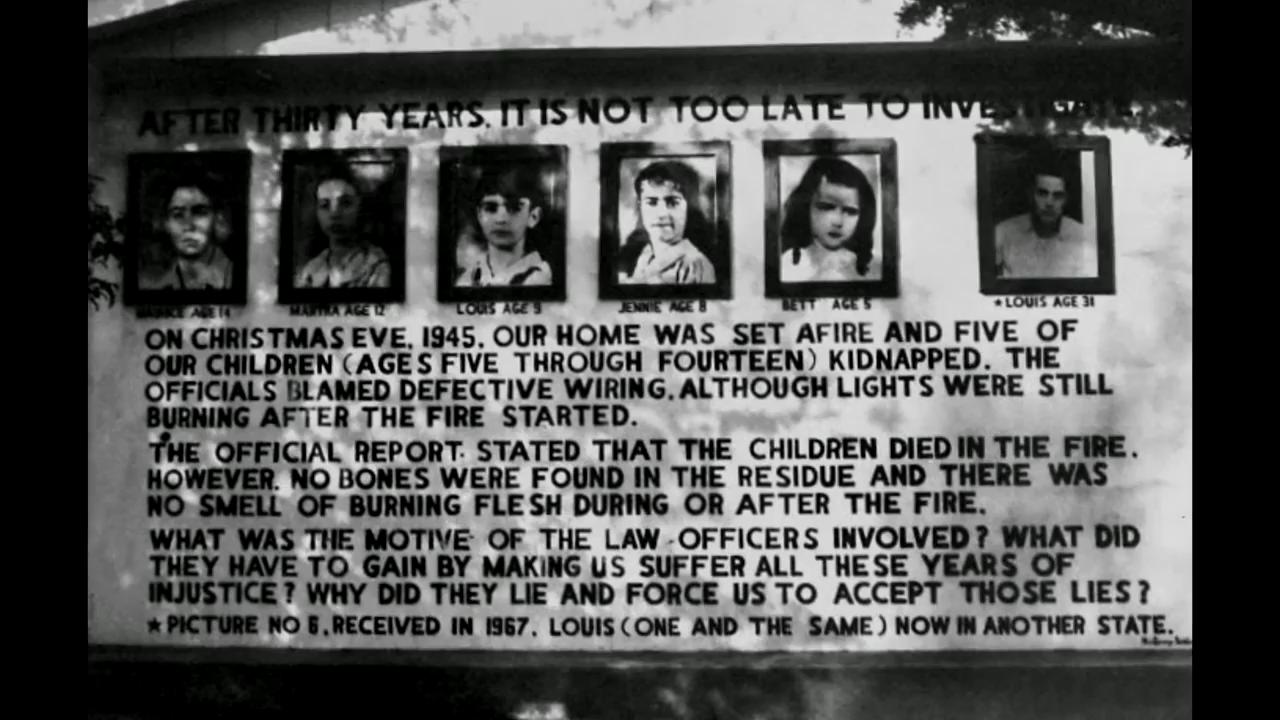 AFTER THIRTY YEARS. IT IS NOT TOO LATE TO INVESTIGATE
MAURICE AGE 14
MARTHA AGE 12
LOUIS AGE 9
JENNIE AGE 8
BETT AGE 5
★LOUIS AGE 31
ON CHRISTMAS EVE, 1945, OUR HOME WAS SET AFIRE AND FIVE OF
OUR CHILDREN (AGES FIVE THROUGH FOURTEEN) KIDNAPPED. THE
OFFICIALS BLAMED DEFECTIVE WIRING, ALTHOUGH LIGHTS WERE STILL
BURNING AFTER THE FIRE STARTED.
THE OFFICIAL REPORT STATED THAT THE CHILDREN DIED IN THE FIRE.
HOWEVER, NO BONES WERE FOUND IN THE RESIDUE AND THERE WAS
NO SMELL OF BURNING FLESH DURING OR AFTER THE FIRE.
WHAT WAS THE MOTIVE OF THE LAW OFFICERS INVOLVED? WHAT DID
THEY HAVE TO GAIN BY MAKING US SUFFER ALL THESE YEARS OF
INJUSTICE? WHY DID THEY LIE AND FORCE US TO ACCEPT THOSE LIES?
★PICTURE NO 6, RECEIVED IN 1967. LOUIS (ONE AND THE SAME) NOW IN ANOTHER STATE.